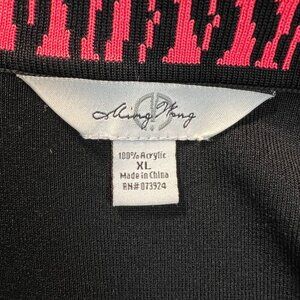 Ming Wang
100% Acrylic
XL
Made in China
RN# 073924